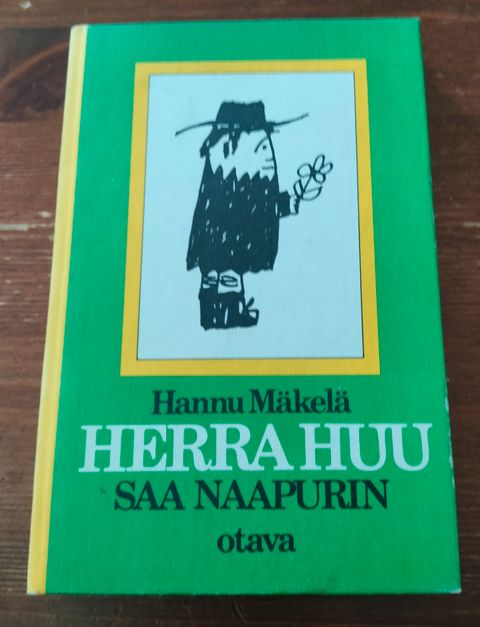 Hannu Mäkelä
HERRA HUU
SAA NAAPURIN
otava